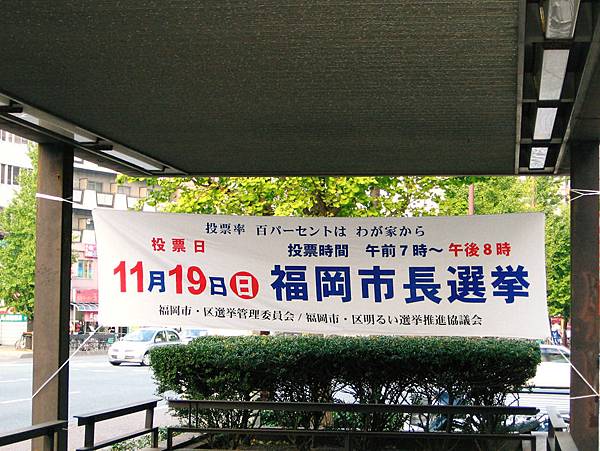 投票率 百パーセントは わが家から
投票日 投票時間 午前7時～午後8時
11月19日㊐ 福岡市長選挙
福岡市・区選挙管理委員会/福岡市・区明るい選挙推進協議会